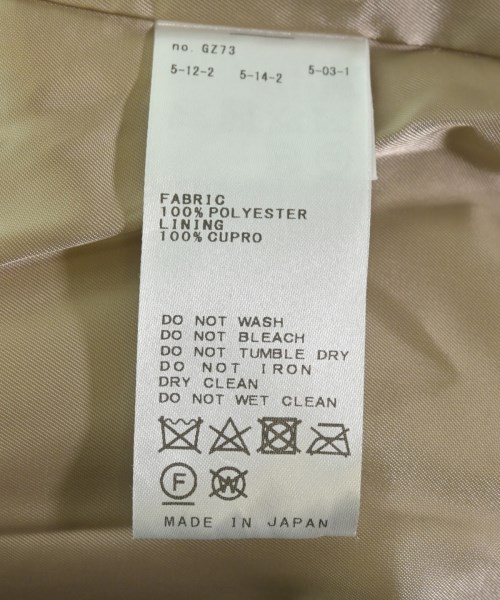 no. GZ73
5-12-2 5-14-2 5-03-1
FABRIC
100% POLYESTER
LINING
100% CUPRO
DO NOT WASH
DO NOT BLEACH
DO NOT TUMBLE DRY
DO NOT IRON
DRY CLEAN
DO NOT WET CLEAN
F W
MADE IN JAPAN